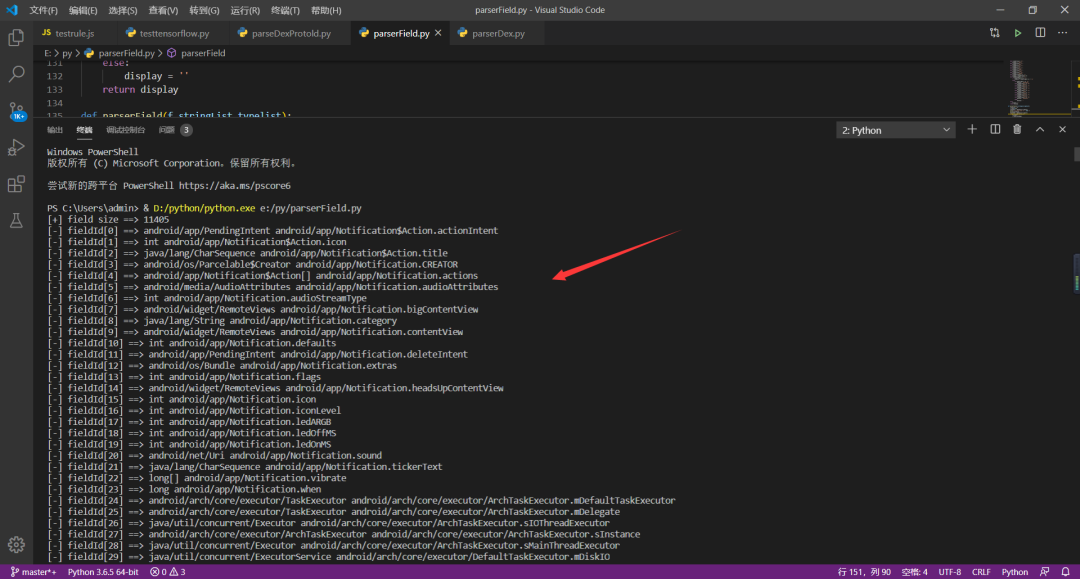 文件(F) 编辑(E) 选择(S) 查看(V) 转到(G) 运行(R) 终端(T) 帮助(H) parserField.py - Visual Studio Code
JS testrule.js testtensorflow.py parseDexProtoId.py parserField.py parserDex.py
E: > py > parserField.py > parserField
131 else:
132 display = ''
133 return display
134
135 def parserField(f,stringList,typelist):
1K+
输出 终端 调试控制台 问题 3 2: Python
Windows PowerShell
版权所有 (C) Microsoft Corporation。保留所有权利。
尝试新的跨平台 PowerShell https://aka.ms/pscore6
PS C:\Users\admin> & D:/python/python.exe e:/py/parserField.py
[+] field size ==> 11405
[-] fieldId[0] ==> android/app/PendingIntent android/app/Notification$Action.actionIntent
[-] fieldId[1] ==> int android/app/Notification$Action.icon
[-] fieldId[2] ==> java/lang/CharSequence android/app/Notification$Action.title
[-] fieldId[3] ==> android/os/Parcelable$Creator android/app/Notification.CREATOR
[-] fieldId[4] ==> android/app/Notification$Action[] android/app/Notification.actions
[-] fieldId[5] ==> android/media/AudioAttributes android/app/Notification.audioAttributes
[-] fieldId[6] ==> int android/app/Notification.audioStreamType
[-] fieldId[7] ==> android/widget/RemoteViews android/app/Notification.bigContentView
[-] fieldId[8] ==> java/lang/String android/app/Notification.category
[-] fieldId[9] ==> android/widget/RemoteViews android/app/Notification.contentView
[-] fieldId[10] ==> int android/app/Notification.defaults
[-] fieldId[11] ==> android/app/PendingIntent android/app/Notification.deleteIntent
[-] fieldId[12] ==> android/os/Bundle android/app/Notification.extras
[-] fieldId[13] ==> int android/app/Notification.flags
[-] fieldId[14] ==> android/widget/RemoteViews android/app/Notification.headsUpContentView
[-] fieldId[15] ==> int android/app/Notification.icon
[-] fieldId[16] ==> int android/app/Notification.iconLevel
[-] fieldId[17] ==> int android/app/Notification.ledARGB
[-] fieldId[18] ==> int android/app/Notification.ledOffMS
[-] fieldId[19] ==> int android/app/Notification.ledOnMS
[-] fieldId[20] ==> android/net/Uri android/app/Notification.sound
[-] fieldId[21] ==> java/lang/CharSequence android/app/Notification.tickerText
[-] fieldId[22] ==> long[] android/app/Notification.vibrate
[-] fieldId[23] ==> long android/app/Notification.when
[-] fieldId[24] ==> android/arch/core/executor/TaskExecutor android/arch/core/executor/ArchTaskExecutor.mDefaultTaskExecutor
[-] fieldId[25] ==> android/arch/core/executor/TaskExecutor android/arch/core/executor/ArchTaskExecutor.mDelegate
[-] fieldId[26] ==> java/util/concurrent/Executor android/arch/core/executor/ArchTaskExecutor.sIOThreadExecutor
[-] fieldId[27] ==> android/arch/core/executor/ArchTaskExecutor android/arch/core/executor/ArchTaskExecutor.sInstance
[-] fieldId[28] ==> java/util/concurrent/Executor android/arch/core/executor/ArchTaskExecutor.sMainThreadExecutor
[-] fieldId[29] ==> java/util/concurrent/ExecutorService android/arch/core/executor/DefaultTaskExecutor.mDiskIO
master*+ Python 3.6.5 64-bit 0 3 行 151，列 90 空格: 4 UTF-8 CRLF Python